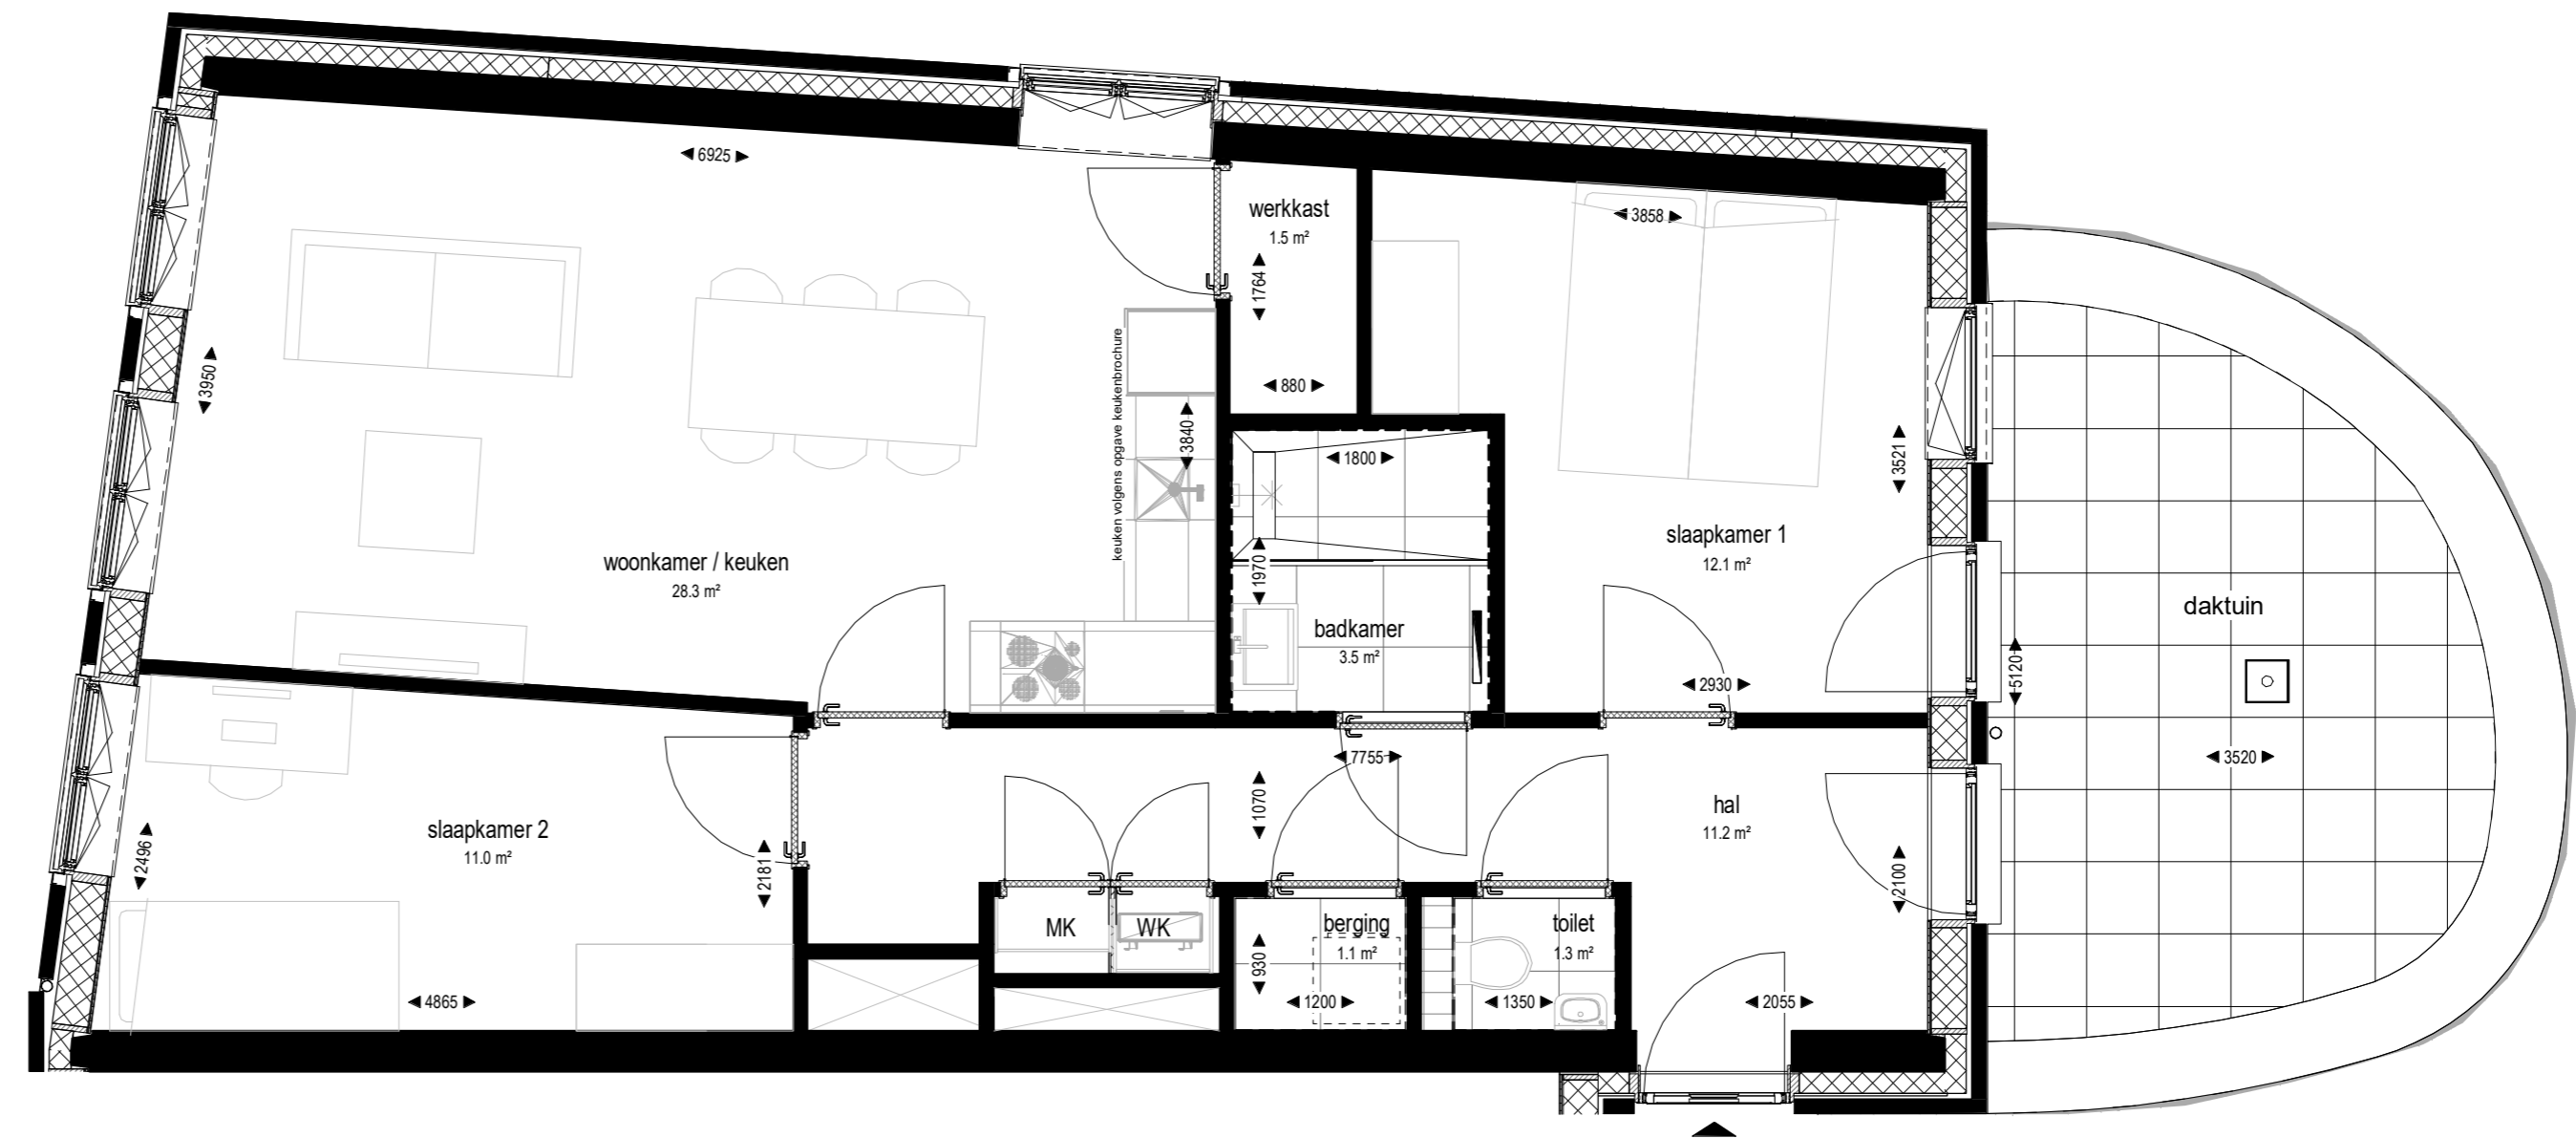 6925
werkkast
1.5 m²
1764
880
3858
3950
keuken volgens opgave keukenbrochure
3840
1800
3521
slaapkamer 1
12.1 m²
woonkamer / keuken
28.3 m²
1970
badkamer
3.5 m²
2930
daktuin
5120
3520
7755
1070
hal
11.2 m²
slaapkamer 2
11.0 m²
2496
2181
2100
MK
WK
berging
1.1 m²
toilet
1.3 m²
930
4865
1200
1350
2055